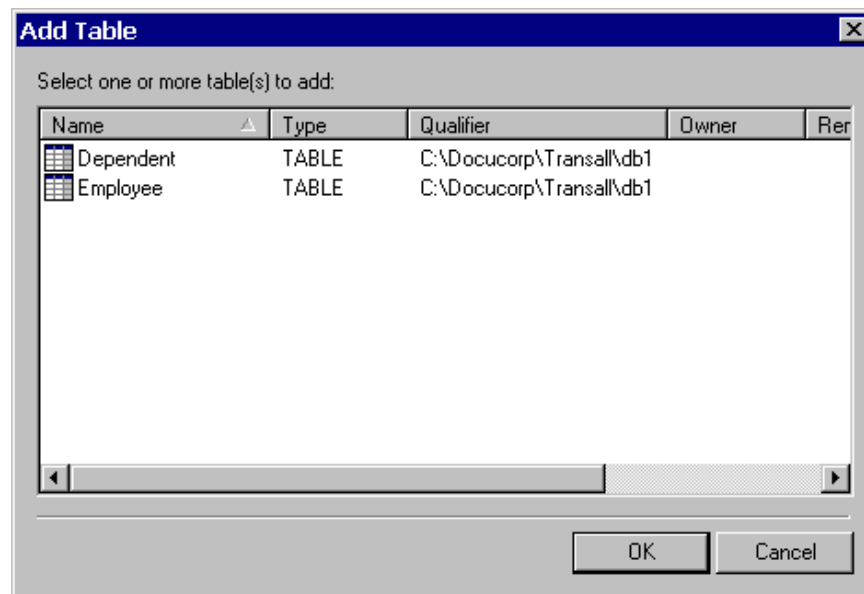 Add Table
Select one or more table(s) to add:
Name Type Qualifier Owner Rer
Dependent TABLE C:\Docucorp\Transall\db1
Employee TABLE C:\Docucorp\Transall\db1
OK Cancel